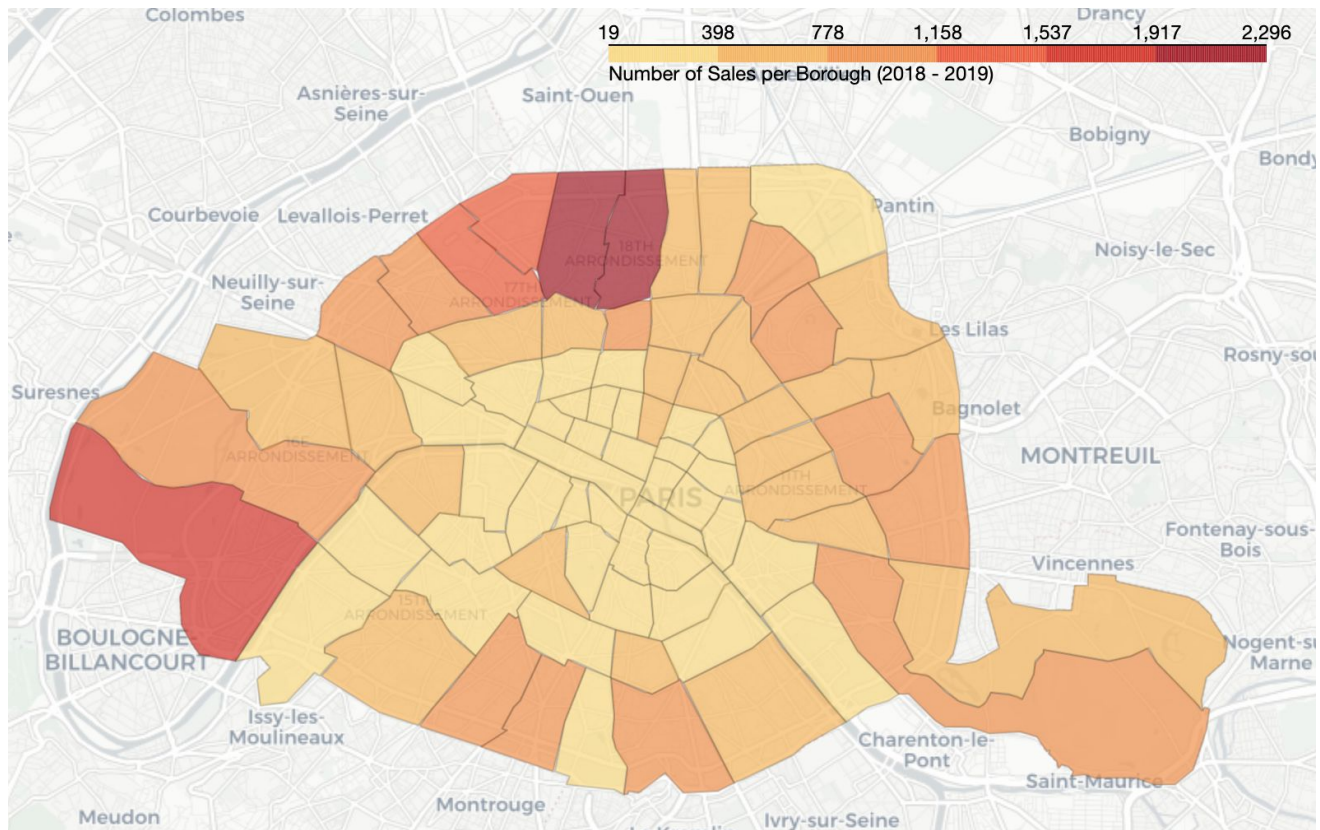 Colombes
Drancy
19 398 778 1,158 1,537 1,917 2,296
Number of Sales per Borough (2018 - 2019)
Asnières-sur-
Seine
Saint-Ouen
Bobigny
Bondy
Courbevoie
Levallois-Perret
Pantin
18TH
ARRONDISSEMENT
Noisy-le-Sec
Neuilly-sur-
Seine
17TH
ARRONDISSEMENT
Les Lilas
Rosny-sou
Suresnes
Bagnolet
16E
ARRONDISSEMENT
MONTREUIL
11TH
ARRONDISSEMENT
PARIS
Fontenay-sous-
Bois
Vincennes
15TH
ARRONDISSEMENT
BOULOGNE-
BILLANCOURT
Nogent-su
Marne
Issy-les-
Moulineaux
Charenton-le-
Pont
Saint-Maurice
Montrouge
Meudon
Ivry-sur-Seine